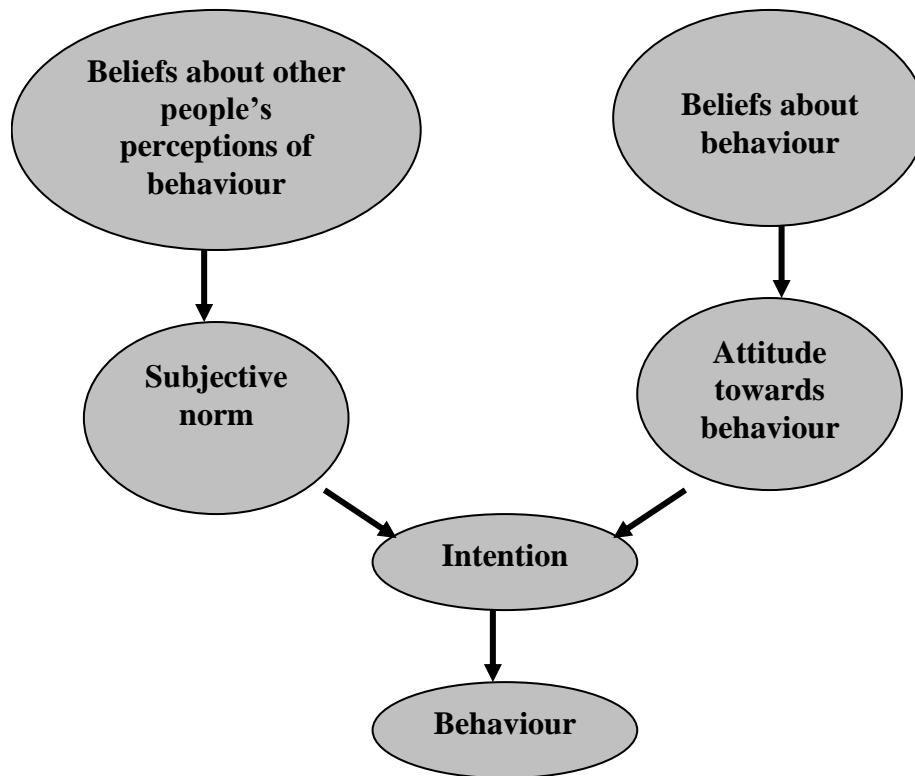 Beliefs about other
people’s
perceptions of
behaviour
Beliefs about
behaviour
Subjective
norm
Attitude
towards
behaviour
Intention
Behaviour